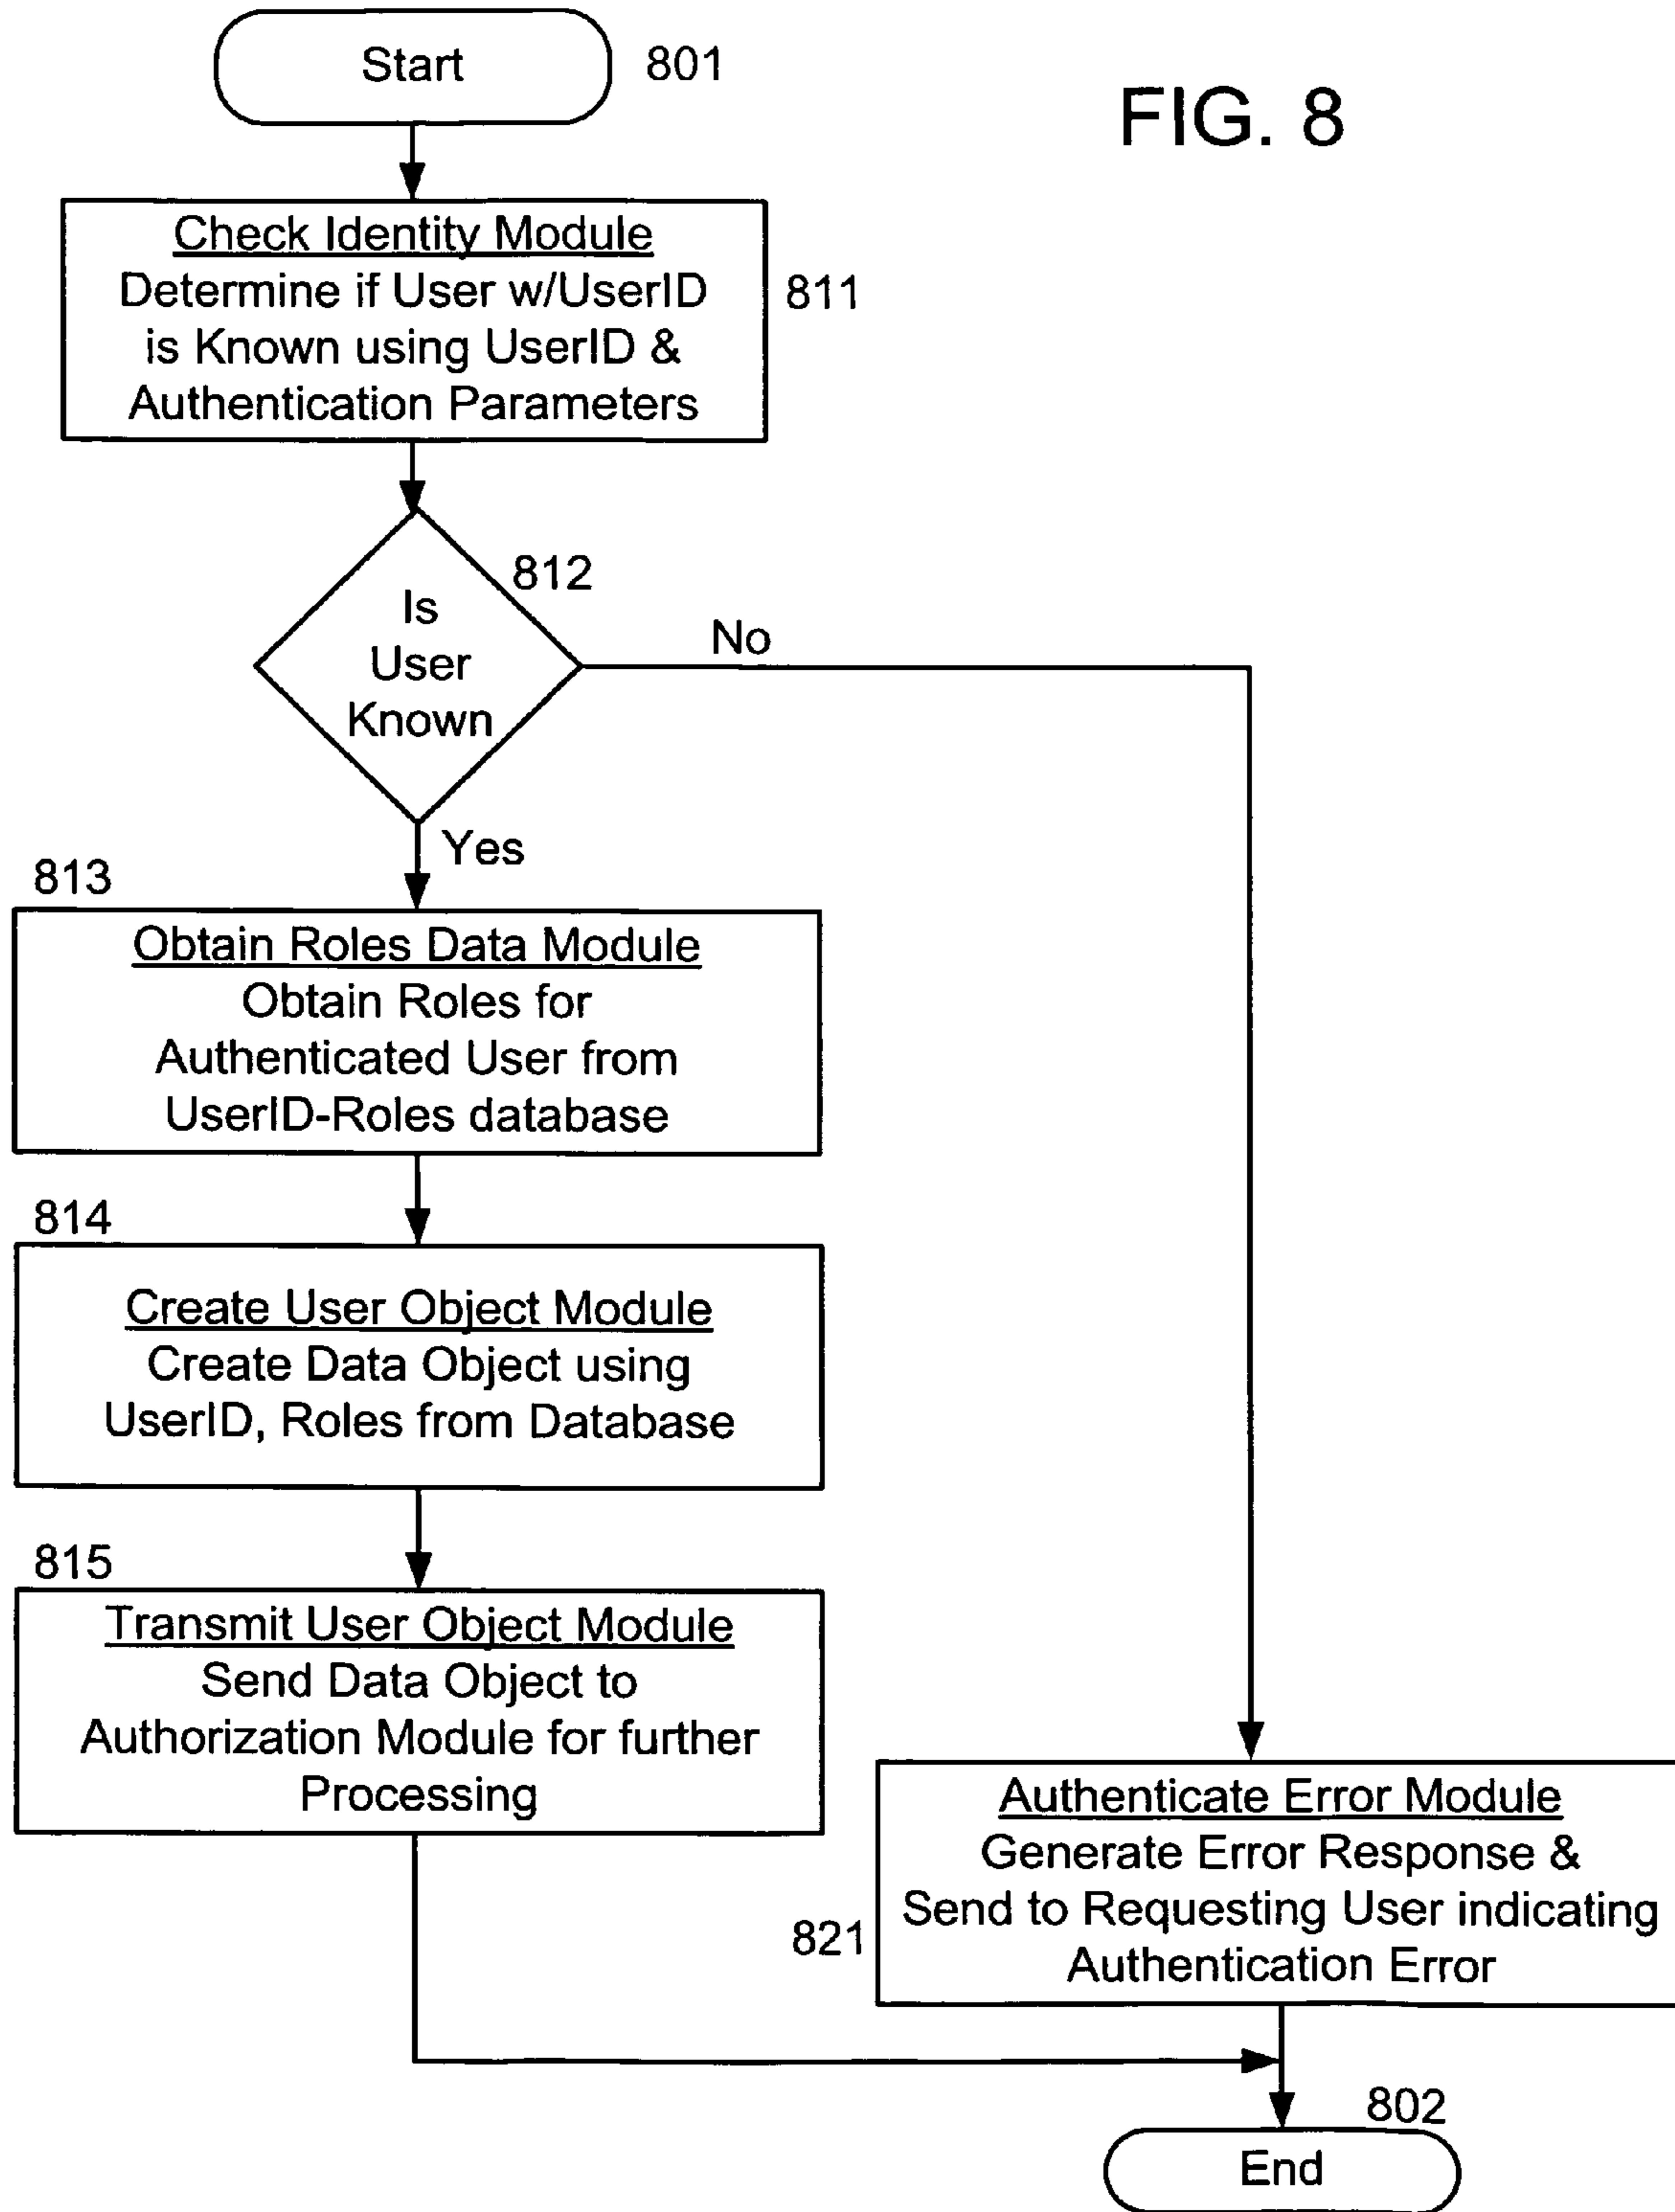 Start
801
FIG. 8
Check Identity Module
Determine if User w/UserID
is Known using UserID &
Authentication Parameters
811
812
Is
User
Known
No
Yes
813
Obtain Roles Data Module
Obtain Roles for
Authenticated User from
UserID-Roles database
814
Create User Object Module
Create Data Object using
UserID, Roles from Database
815
Transmit User Object Module
Send Data Object to
Authorization Module for further
Processing
Authenticate Error Module
Generate Error Response &
Send to Requesting User indicating
Authentication Error
821
802
End